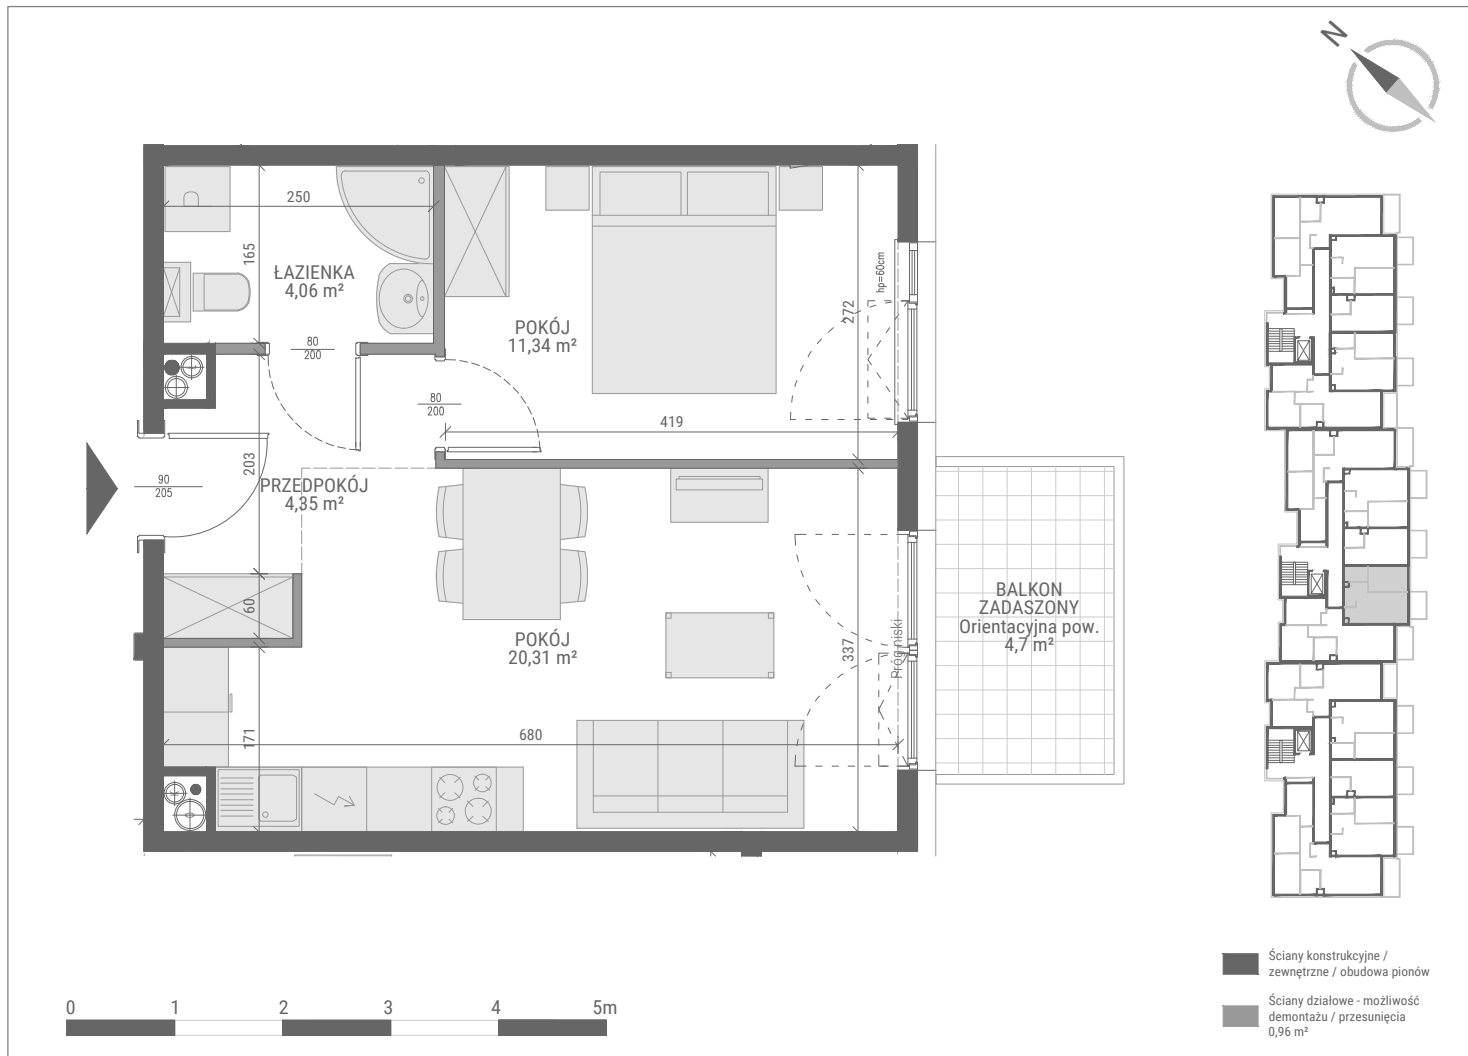 N
250
165
ŁAZIENKA
4,06 m²
80
200
POKÓJ
11,34 m²
hp=60cm
272
80
200
419
90
205
203
PRZEDPOKÓJ
4,35 m²
60
POKÓJ
20,31 m²
337
Próg niski
BALKON
ZADASZONY
Orientacyjna pow.
4,7 m²
171
680
0 1 2 3 4 5m
Ściany konstrukcyjne /
zewnętrzne / obudowa pionów
Ściany działowe - możliwość
demontażu / przesunięcia
0,96 m²